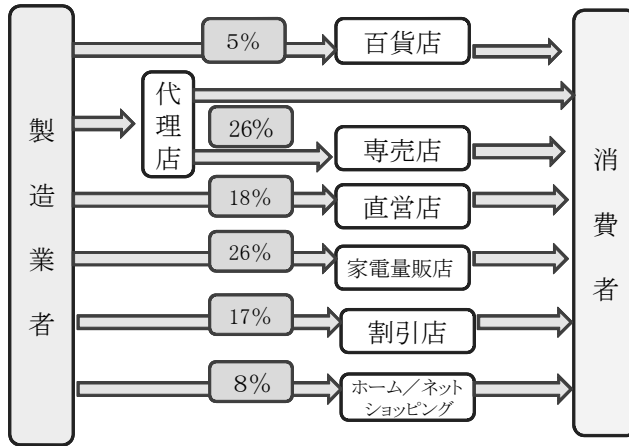 製造業者
5%
百貨店
代理店
26%
専売店
18%
直営店
26%
家電量販店
17%
割引店
8%
ホーム／ネット
ショッピング
消費者